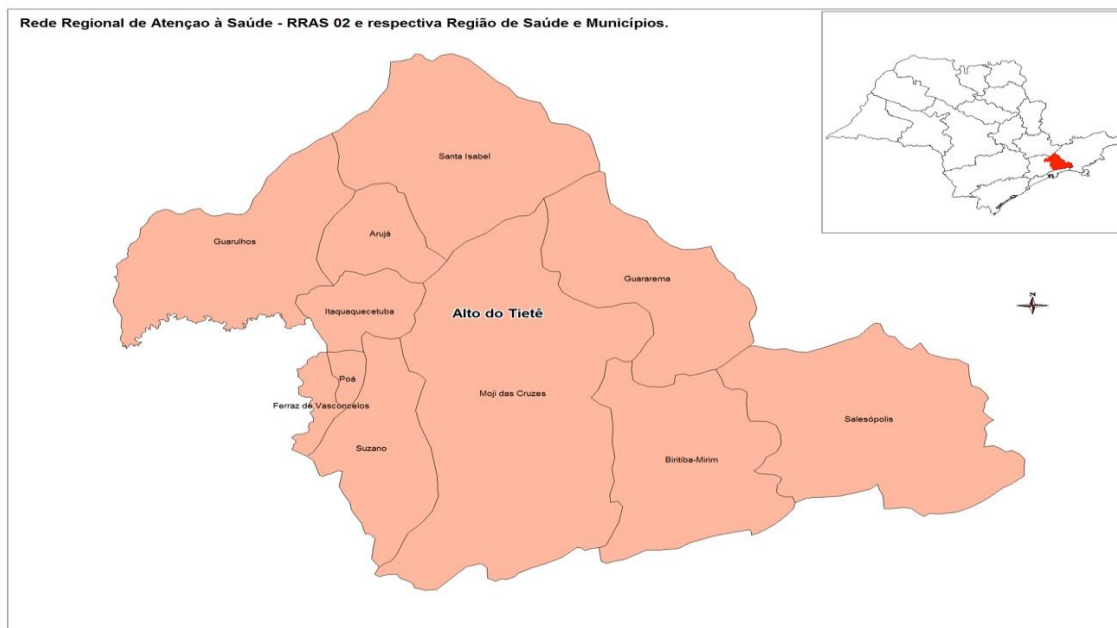 Rede Regional de Atençao à Saúde - RRAS 02 e respectiva Região de Saúde e Municípios.
Santa Isabel
Guarulhos
Arujá
Guararema
Itaquaquecetuba
Alto do Tietê
N
Poá
Moji das Cruzes
Ferraz de Vasconcelos
Salesópolis
Suzano
Biritiba-Mirim